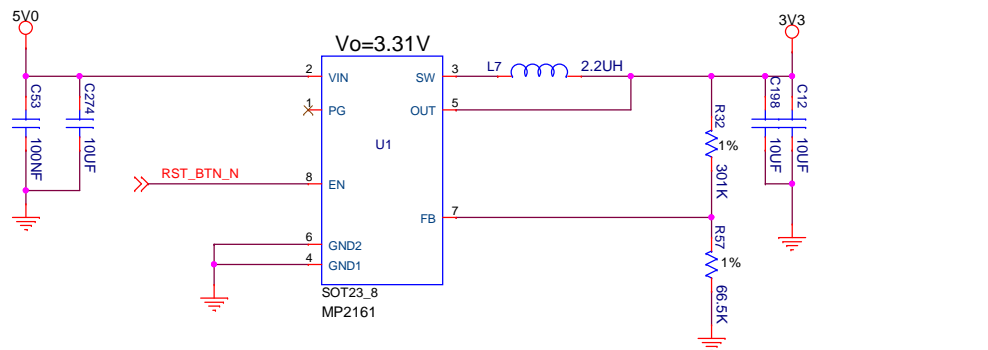 5V0
3V3
Vo=3.31V
2
VIN
SW
3
L7
2.2UH
C53
100NF
C274
10UF
1
PG
OUT
5
R32
1%
301K
C198
10UF
C12
10UF
U1
RST_BTN_N
8
EN
FB
7
R57
1%
66.5K
6
GND2
4
GND1
SOT23_8
MP2161